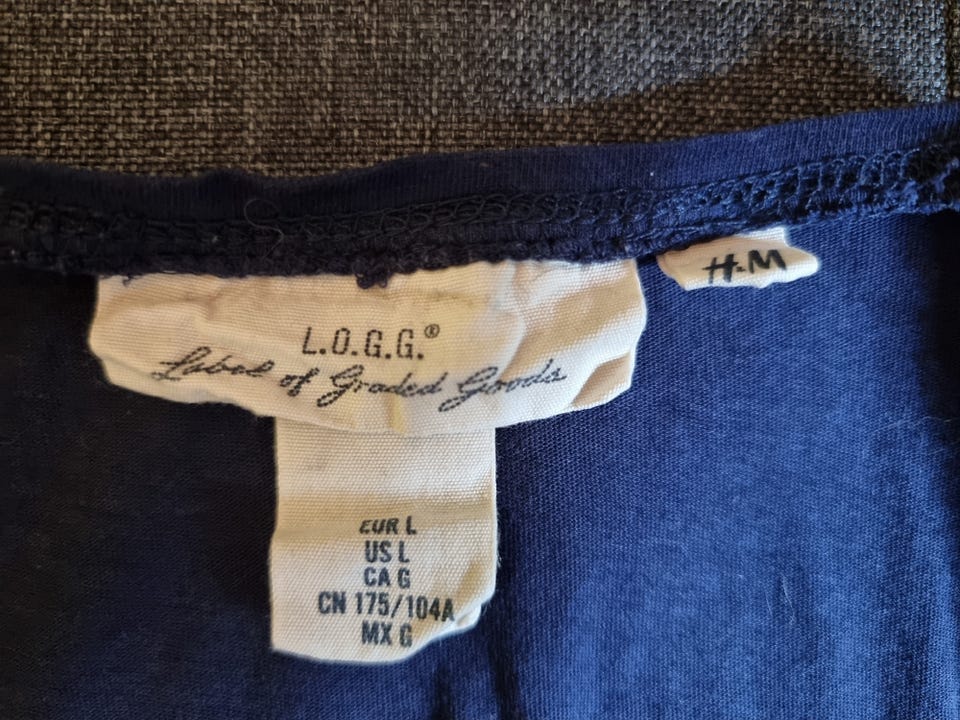 L.O.G.G.®
Label of Graded Goods
H&M
EUR L
US L
CA G
CN 175/104A
MX G